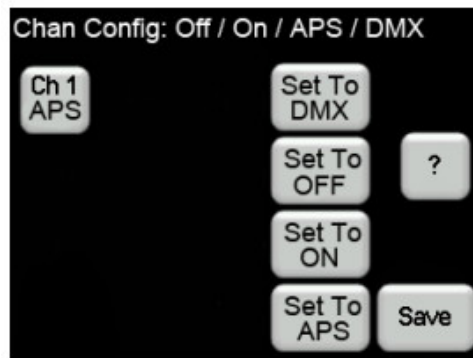 Chan Config: Off / On / APS / DMX
Ch 1
APS
Set To
DMX
Set To
OFF
?
Set To
ON
Set To
APS
Save